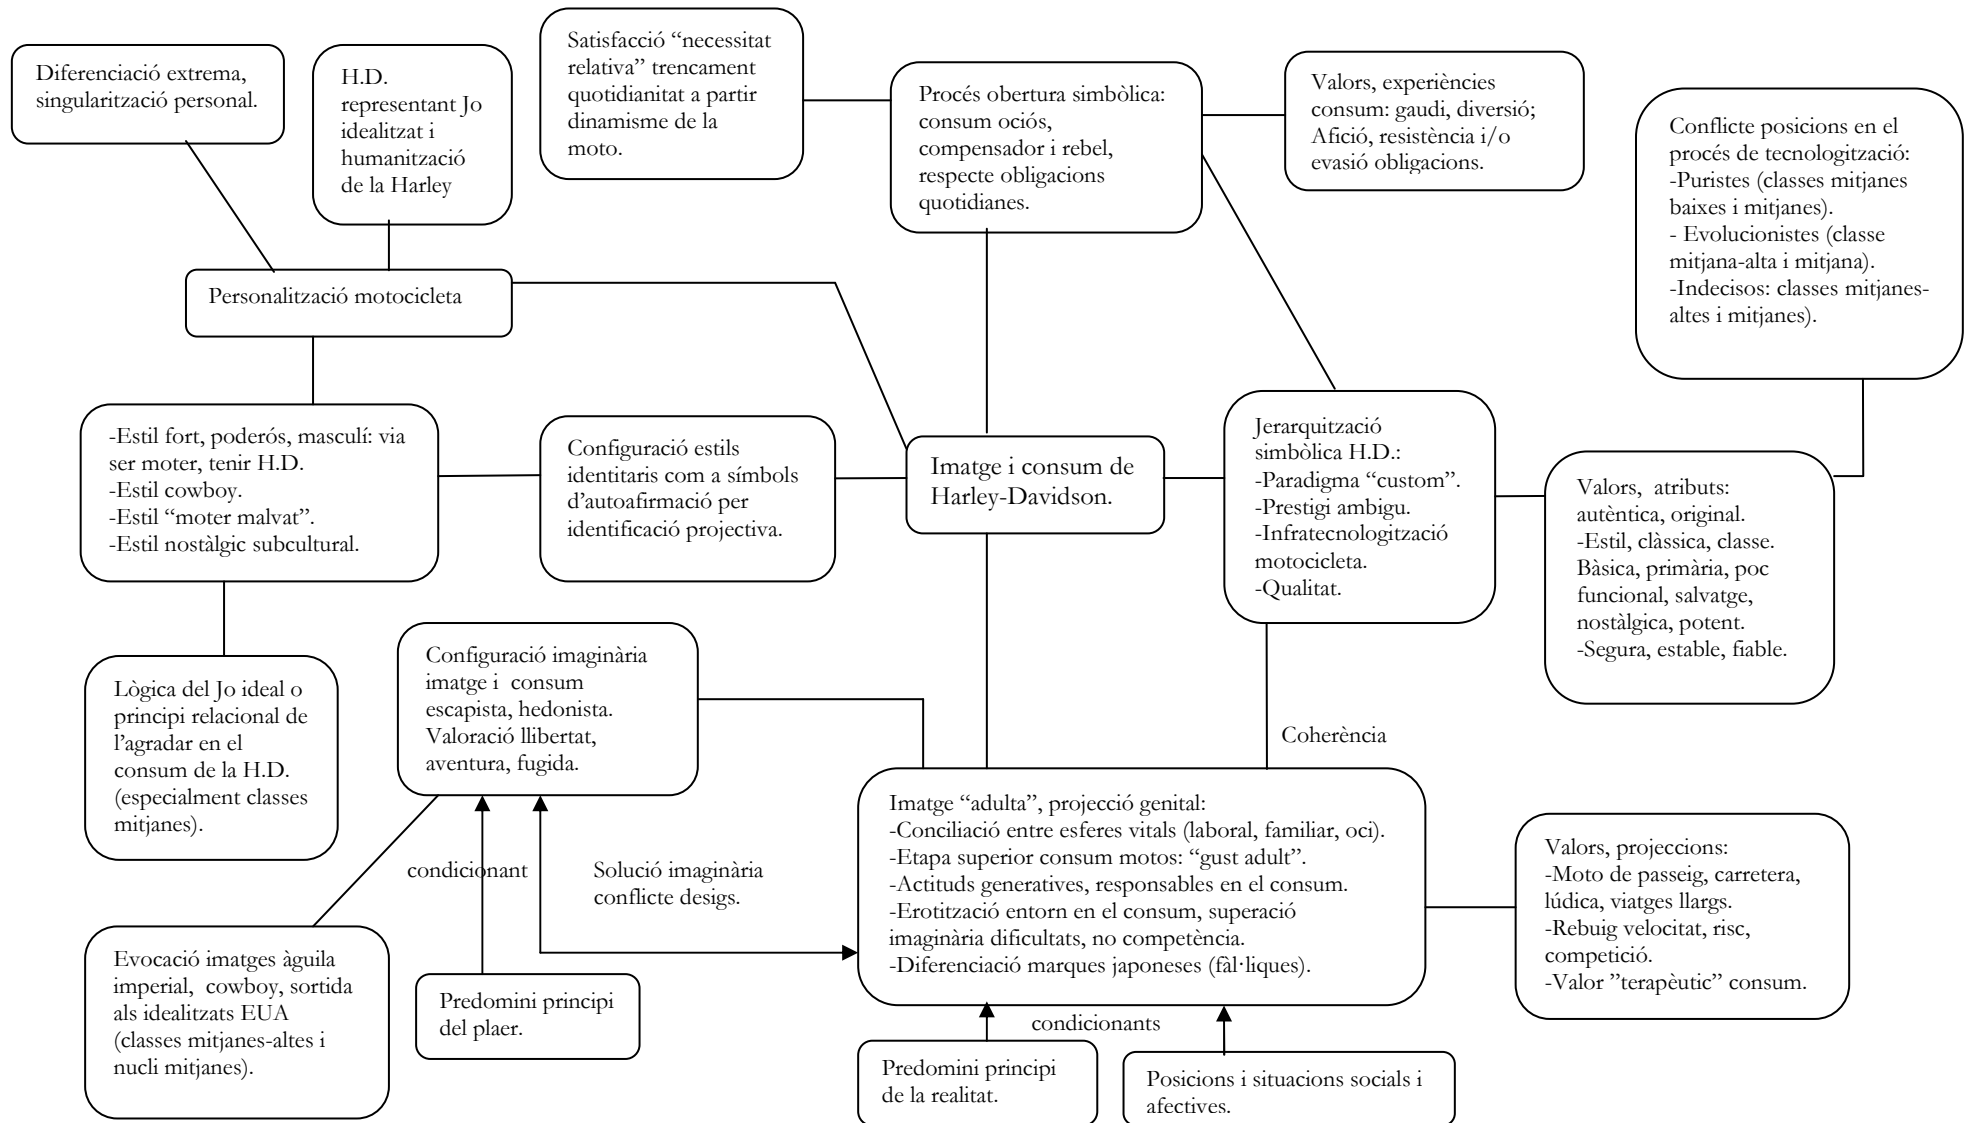 Diferenciació extrema,
singularització personal.
H.D.
representant Jo
idealitzat i
humanització
de la Harley
Satisfacció “necessitat
relativa” trencament
quotidianitat a partir
dinamisme de la
moto.
Procés obertura simbòlica:
consum ociós,
compensador i rebel,
respecte obligacions
quotidianes.
Valors, experiències
consum: gaudi, diversió;
Afició, resistència i/o
evasió obligacions.
Conflicte posicions en el
procés de tecnologització:
-Puristes (classes mitjanes
baixes i mitjanes).
- Evolucionistes (classe
mitjana-alta i mitjana).
-Indecisos: classes mitjanes-
altes i mitjanes).
Personalització motocicleta
-Estil fort, poderós, masculí: via
ser moter, tenir H.D.
-Estil cowboy.
-Estil “moter malvat”.
-Estil nostàlgic subcultural.
Configuració estils
identitaris com a símbols
d’autoafirmació per
identificació projectiva.
Imatge i consum de
Harley-Davidson.
Jerarquització
simbòlica H.D.:
-Paradigma “custom”.
-Prestigi ambigu.
-Infratecnologització
motocicleta.
-Qualitat.
Valors, atributs:
autèntica, original.
-Estil, clàssica, classe.
Bàsica, primària, poc
funcional, salvatge,
nostàlgica, potent.
-Segura, estable, fiable.
Lògica del Jo ideal o
principi relacional de
l’agradar en el
consum de la H.D.
(especialment classes
mitjanes).
Configuració imaginària
imatge i consum
escapista, hedonista.
Valoració llibertat,
aventura, fugida.
Coherència
Imatge “adulta”, projecció genital:
-Conciliació entre esferes vitals (laboral, familiar, oci).
-Etapa superior consum motos: “gust adult”.
-Actituds generatives, responsables en el consum.
-Erotització entorn en el consum, superació
imaginària dificultats, no competència.
-Diferenciació marques japoneses (fàl·liques).
Valors, projeccions:
-Moto de passeig, carretera,
lúdica, viatges llargs.
-Rebuig velocitat, risc,
competició.
-Valor ”terapèutic” consum.
condicionant
Solució imaginària
conflicte desigs.
Evocació imatges àguila
imperial, cowboy, sortida
als idealitzats EUA
(classes mitjanes-altes i
nucli mitjanes).
Predomini principi
del plaer.
condicionants
Predomini principi
de la realitat.
Posicions i situacions socials i
afectives.